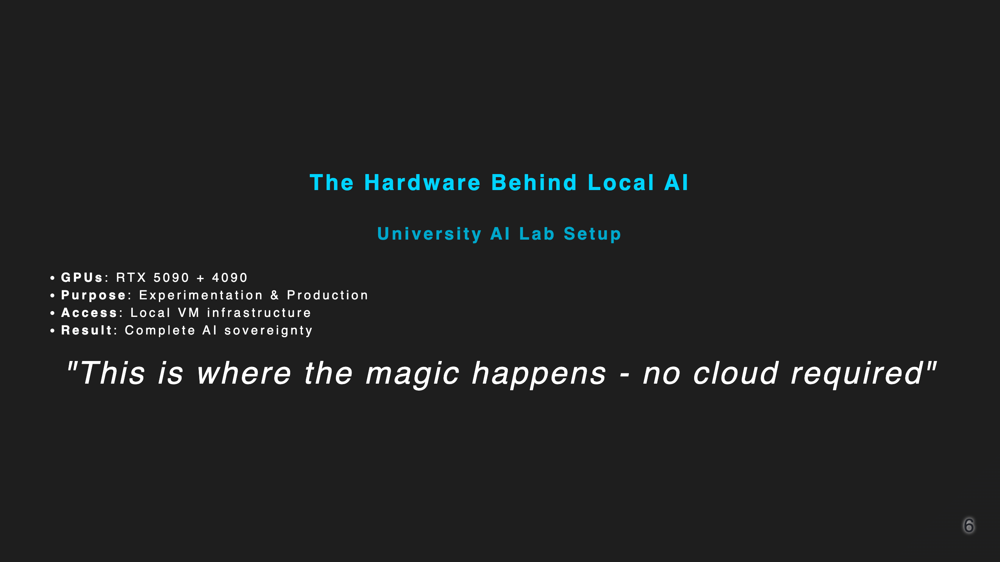 The Hardware Behind Local AI
University AI Lab Setup
• GPUs: RTX 5090 + 4090
• Purpose: Experimentation & Production
• Access: Local VM infrastructure
• Result: Complete AI sovereignty
"This is where the magic happens - no cloud required"
6